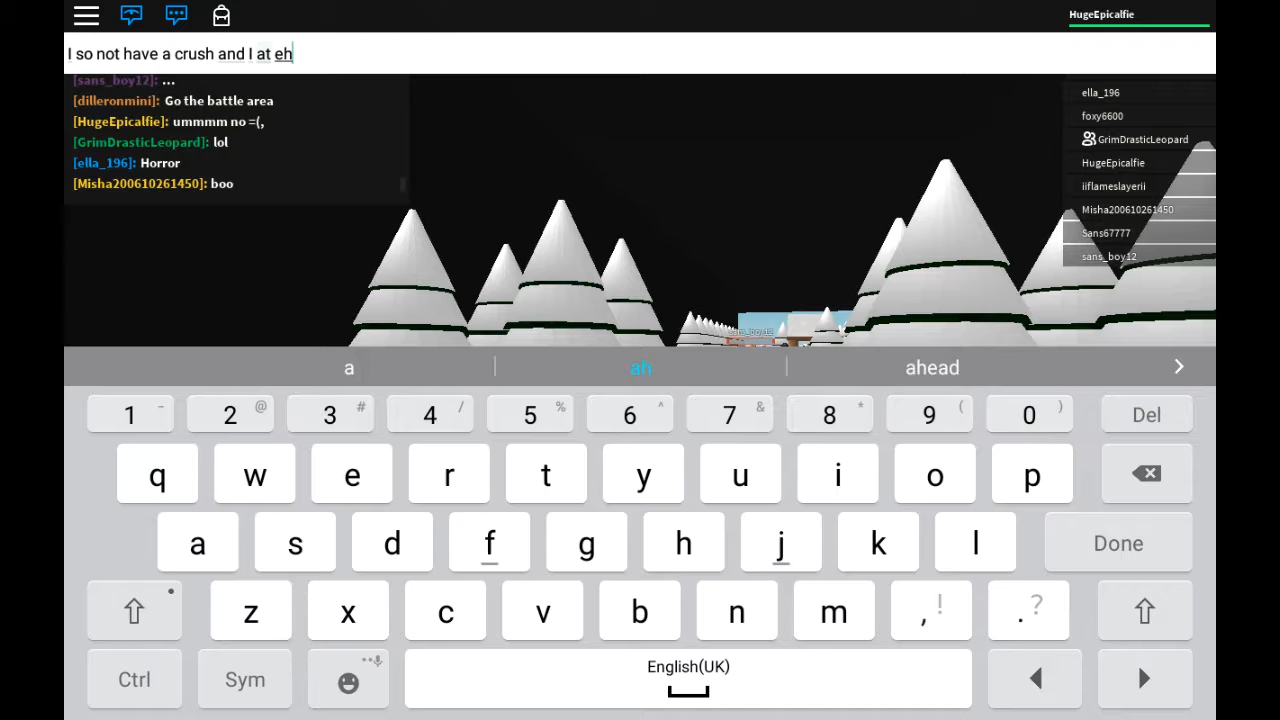 HugeEpicalfie
I so not have a crush and I at eh
[sans_boy12]: ...
[dilleronmini]: Go the battle area
[HugeEpicalfie]: ummmm no =(,
[GrimDrasticLeopard]: lol
[ella_196]: Horror
[Misha200610261450]: boo
ella_196
foxy6600
GrimDrasticLeopard
HugeEpicalfie
iiflameslayerii
Misha200610261450
Sans67777
sans_boy12
sans_boy12
a ah ahead
1 - 2 @ 3 # 4 / 5 % 6 ^ 7 & 8 * 9 ( 0 ) Del
q w e r t y u i o p
a s d f g h j k l Done
z x c v b n m , ! . ?
Ctrl Sym English(UK)